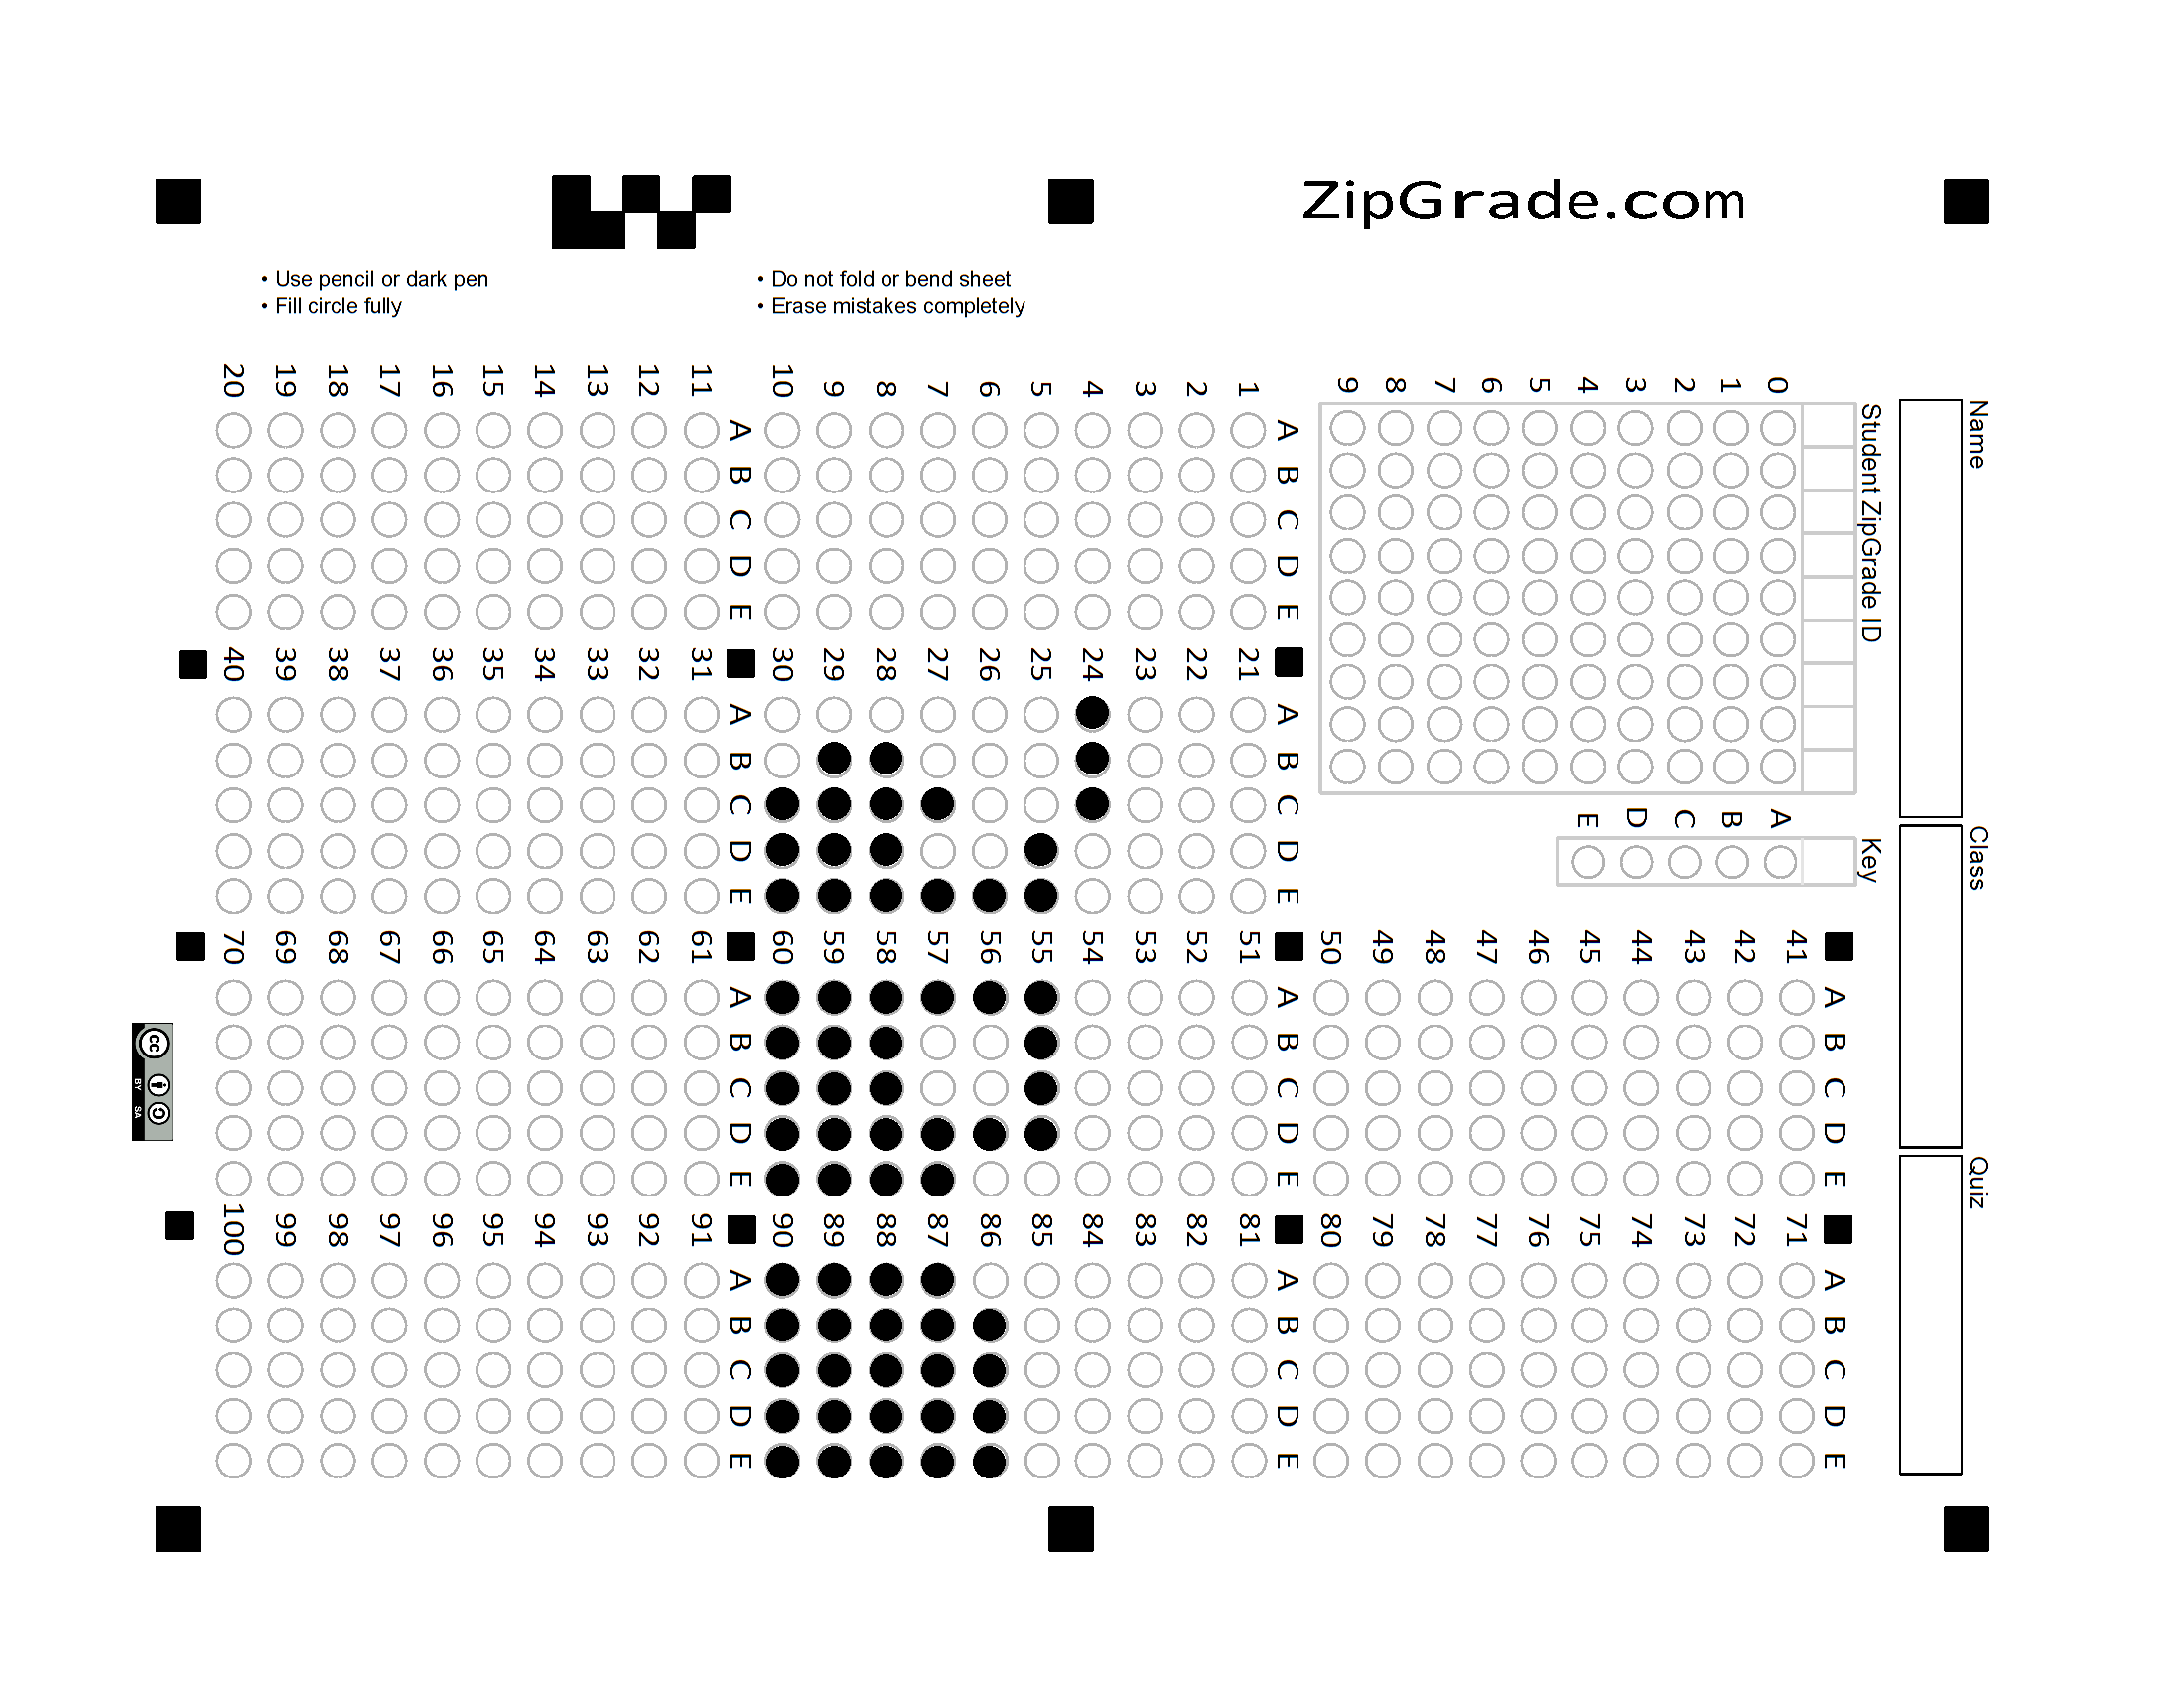 ZipGrade.com
• Use pencil or dark pen
• Fill circle fully
• Do not fold or bend sheet
• Erase mistakes completely
Name
Class
Quiz
Student ZipGrade ID
0 1 2 3 4 5 6 7 8 9
Key
A B C D E
1 2 3 4 5 6 7 8 9 10
A B C D E
11 12 13 14 15 16 17 18 19 20
A B C D E
21 22 23 24 25 26 27 28 29 30
A B C D E
31 32 33 34 35 36 37 38 39 40
A B C D E
41 42 43 44 45 46 47 48 49 50
A B C D E
51 52 53 54 55 56 57 58 59 60
A B C D E
61 62 63 64 65 66 67 68 69 70
A B C D E
71 72 73 74 75 76 77 78 79 80
A B C D E
81 82 83 84 85 86 87 88 89 90
A B C D E
91 92 93 94 95 96 97 98 99 100
A B C D E
cc BY SA